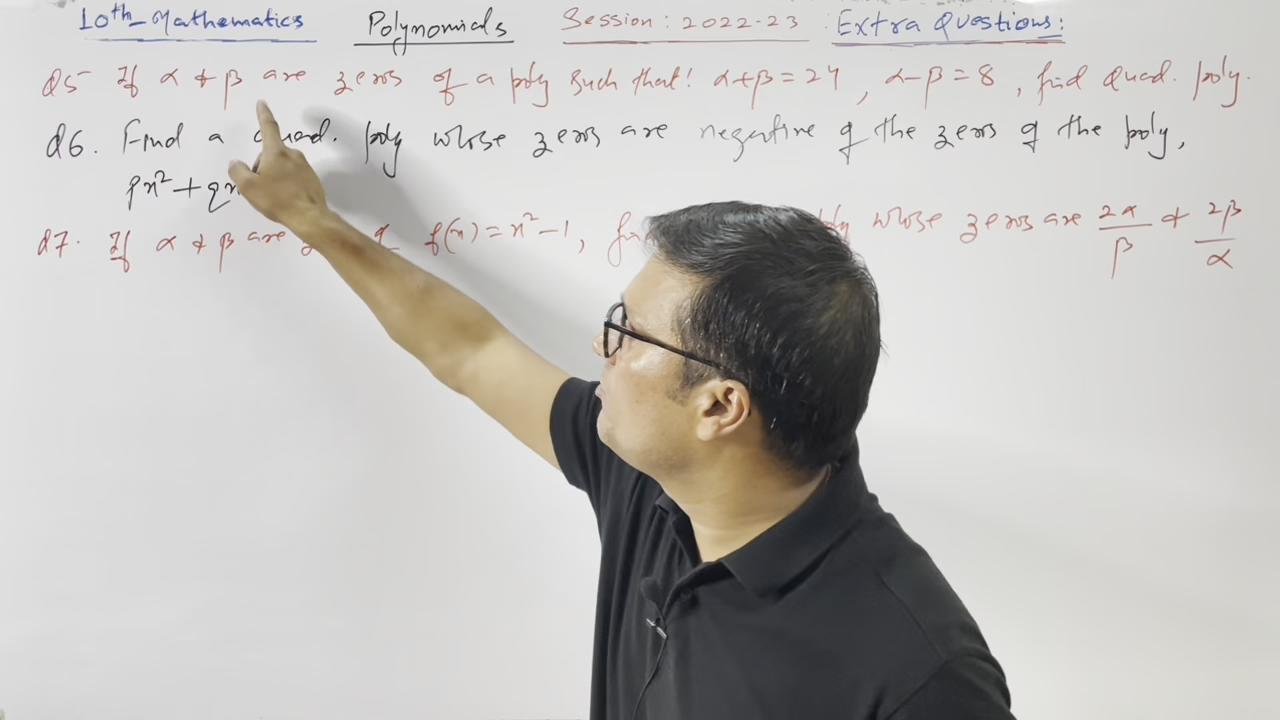 10th Mathematics Polynomials Session: 2022-23 Extra Questions:
Q5 If α & β are zeros of a poly such that! α+β = 24, α-β = 8, find Quad. poly.
Q6. Find a quad. poly whose zeros are negative of the zeros of the poly,
px² + qx
Q7. If α & β are of f(x) = x² - 1, whose zeros are 2α/β & 2β/α